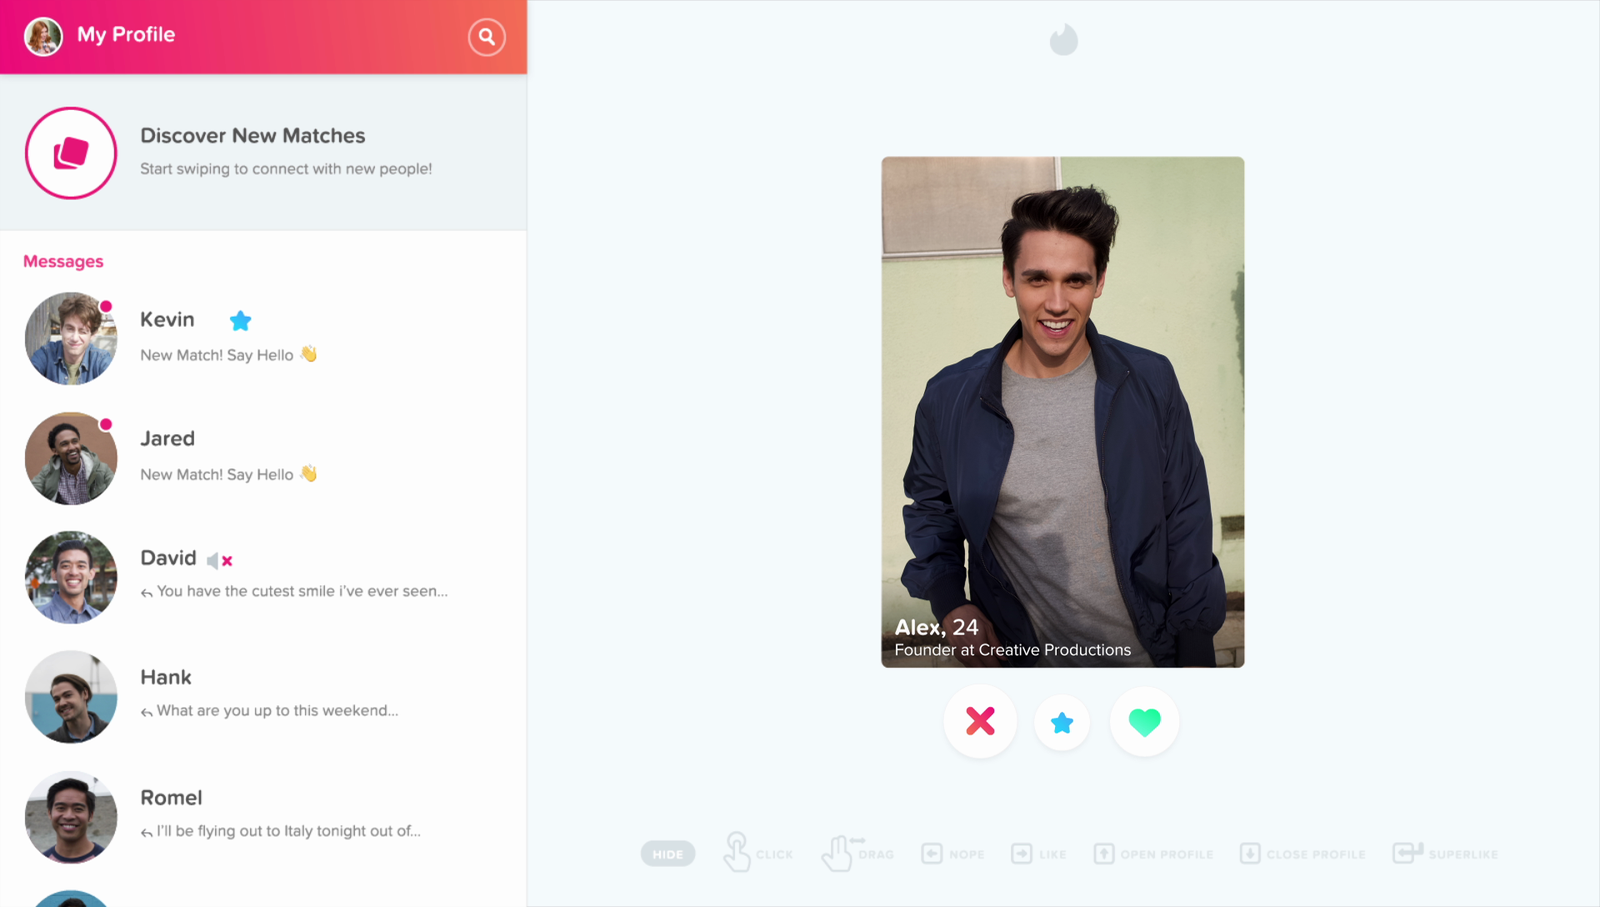 My Profile
Discover New Matches
Start swiping to connect with new people!
Messages
Kevin
New Match! Say Hello 👋
Jared
New Match! Say Hello 👋
David
You have the cutest smile i've ever seen...
Hank
What are you up to this weekend...
Romel
I'll be flying out to Italy tonight out of...
Alex, 24
Founder at Creative Productions
HIDE CLICK DRAG NOPE LIKE OPEN PROFILE CLOSE PROFILE SUPERLIKE